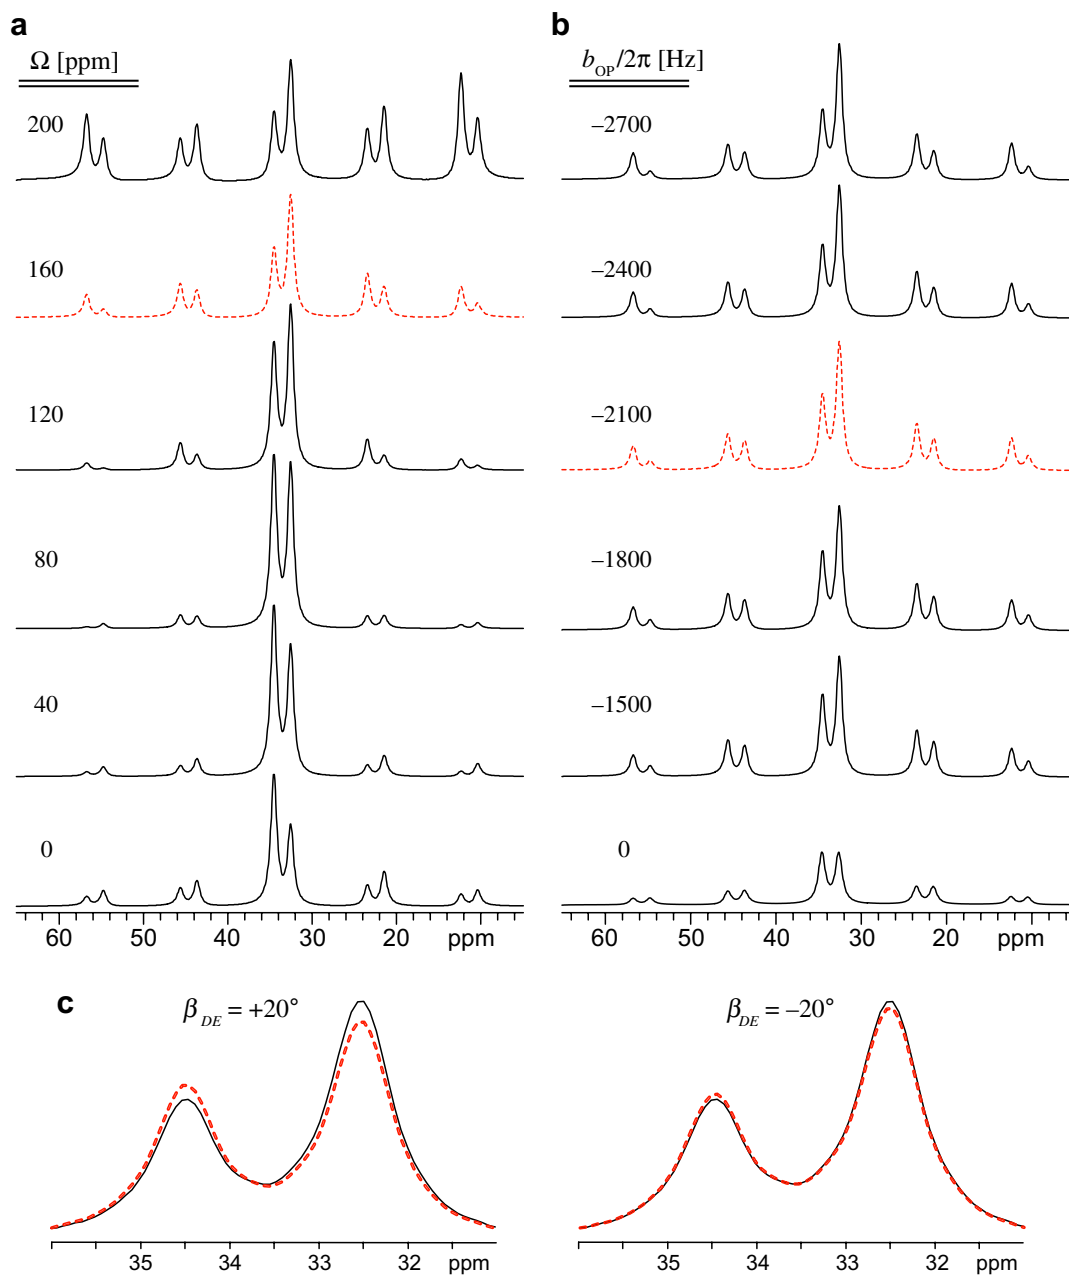 a
Ω [ppm]
200
160
120
80
40
0
60 50 40 30 20 ppm
b
b_OP/2π [Hz]
–2700
–2400
–2100
–1800
–1500
0
60 50 40 30 20 ppm
c
β_DE = +20°
35 34 33 32 ppm
β_DE = –20°
35 34 33 32 ppm